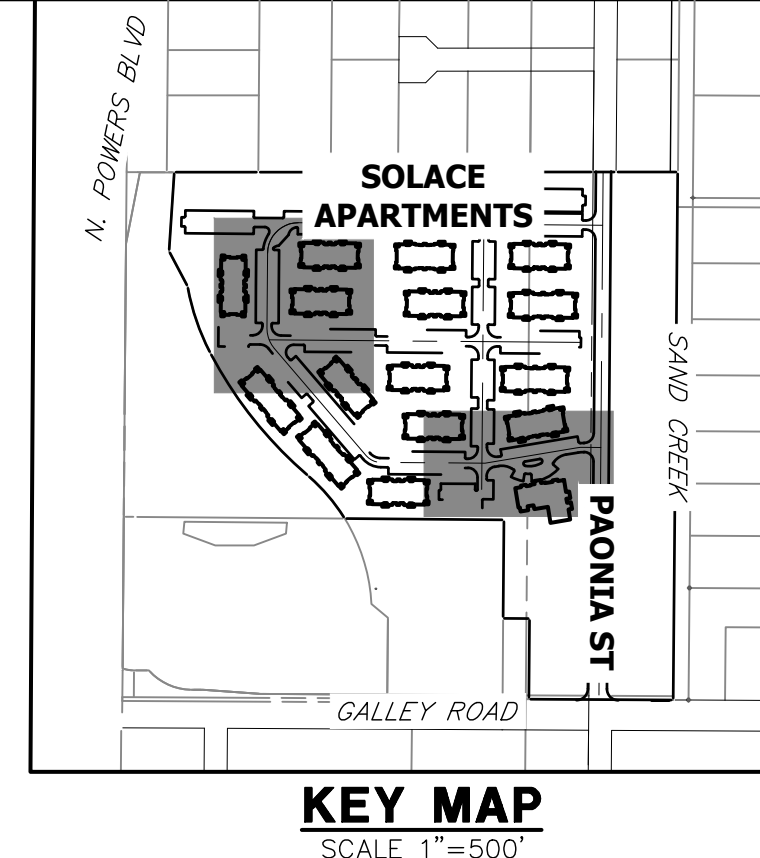 N. POWERS BLVD
SOLACE
APARTMENTS
SAND CREEK
PAONIA ST
GALLEY ROAD
KEY MAP
SCALE 1"=500'